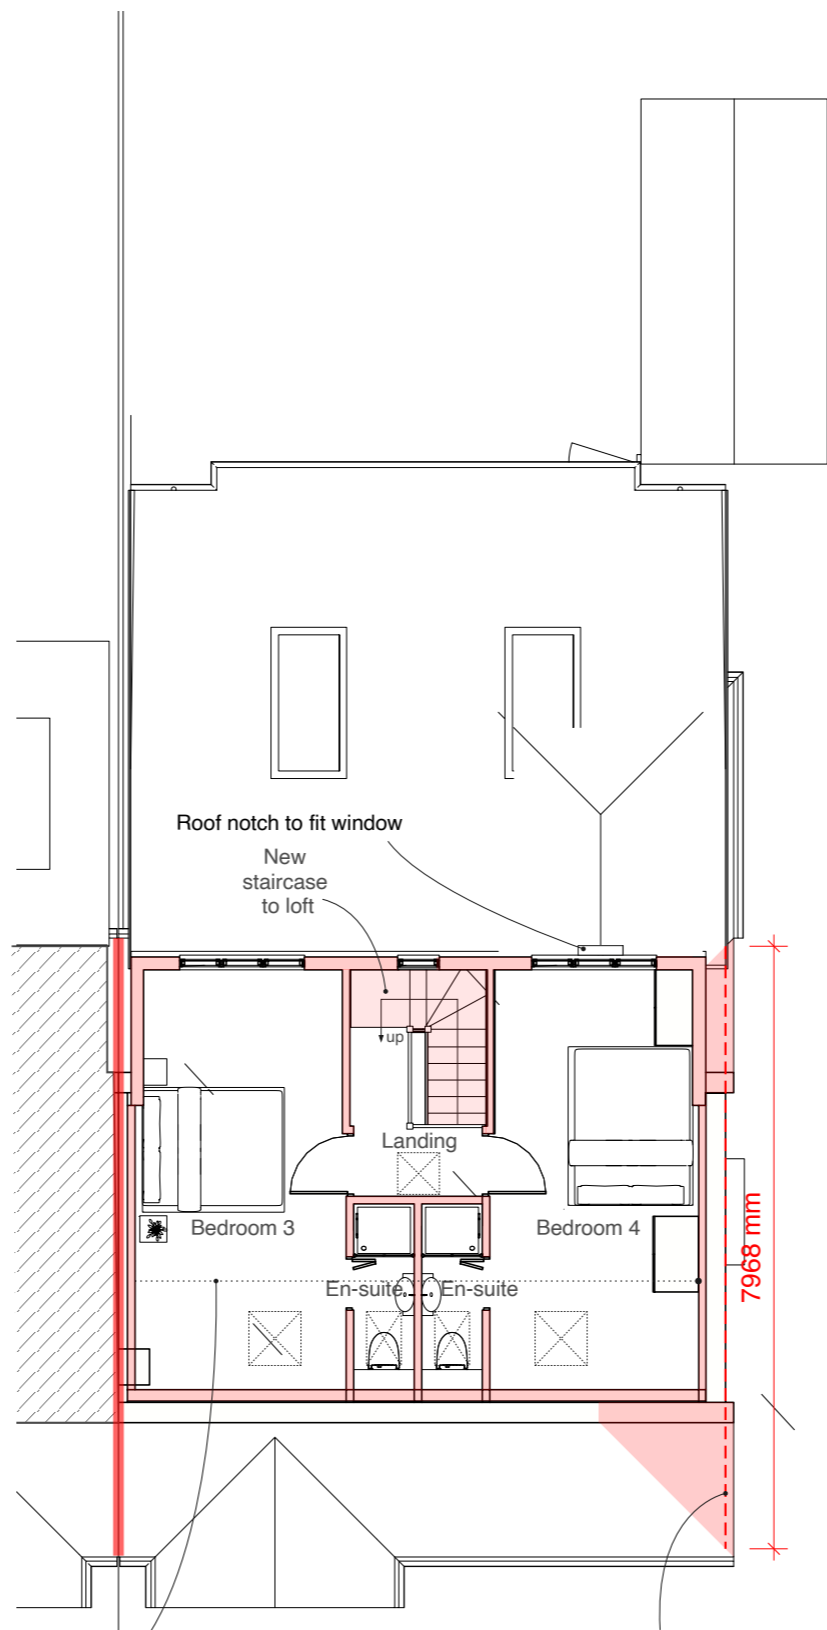 Roof notch to fit window
New
staircase
to loft
up
Landing
Bedroom 3
Bedroom 4
En-suite
En-suite
7968 mm